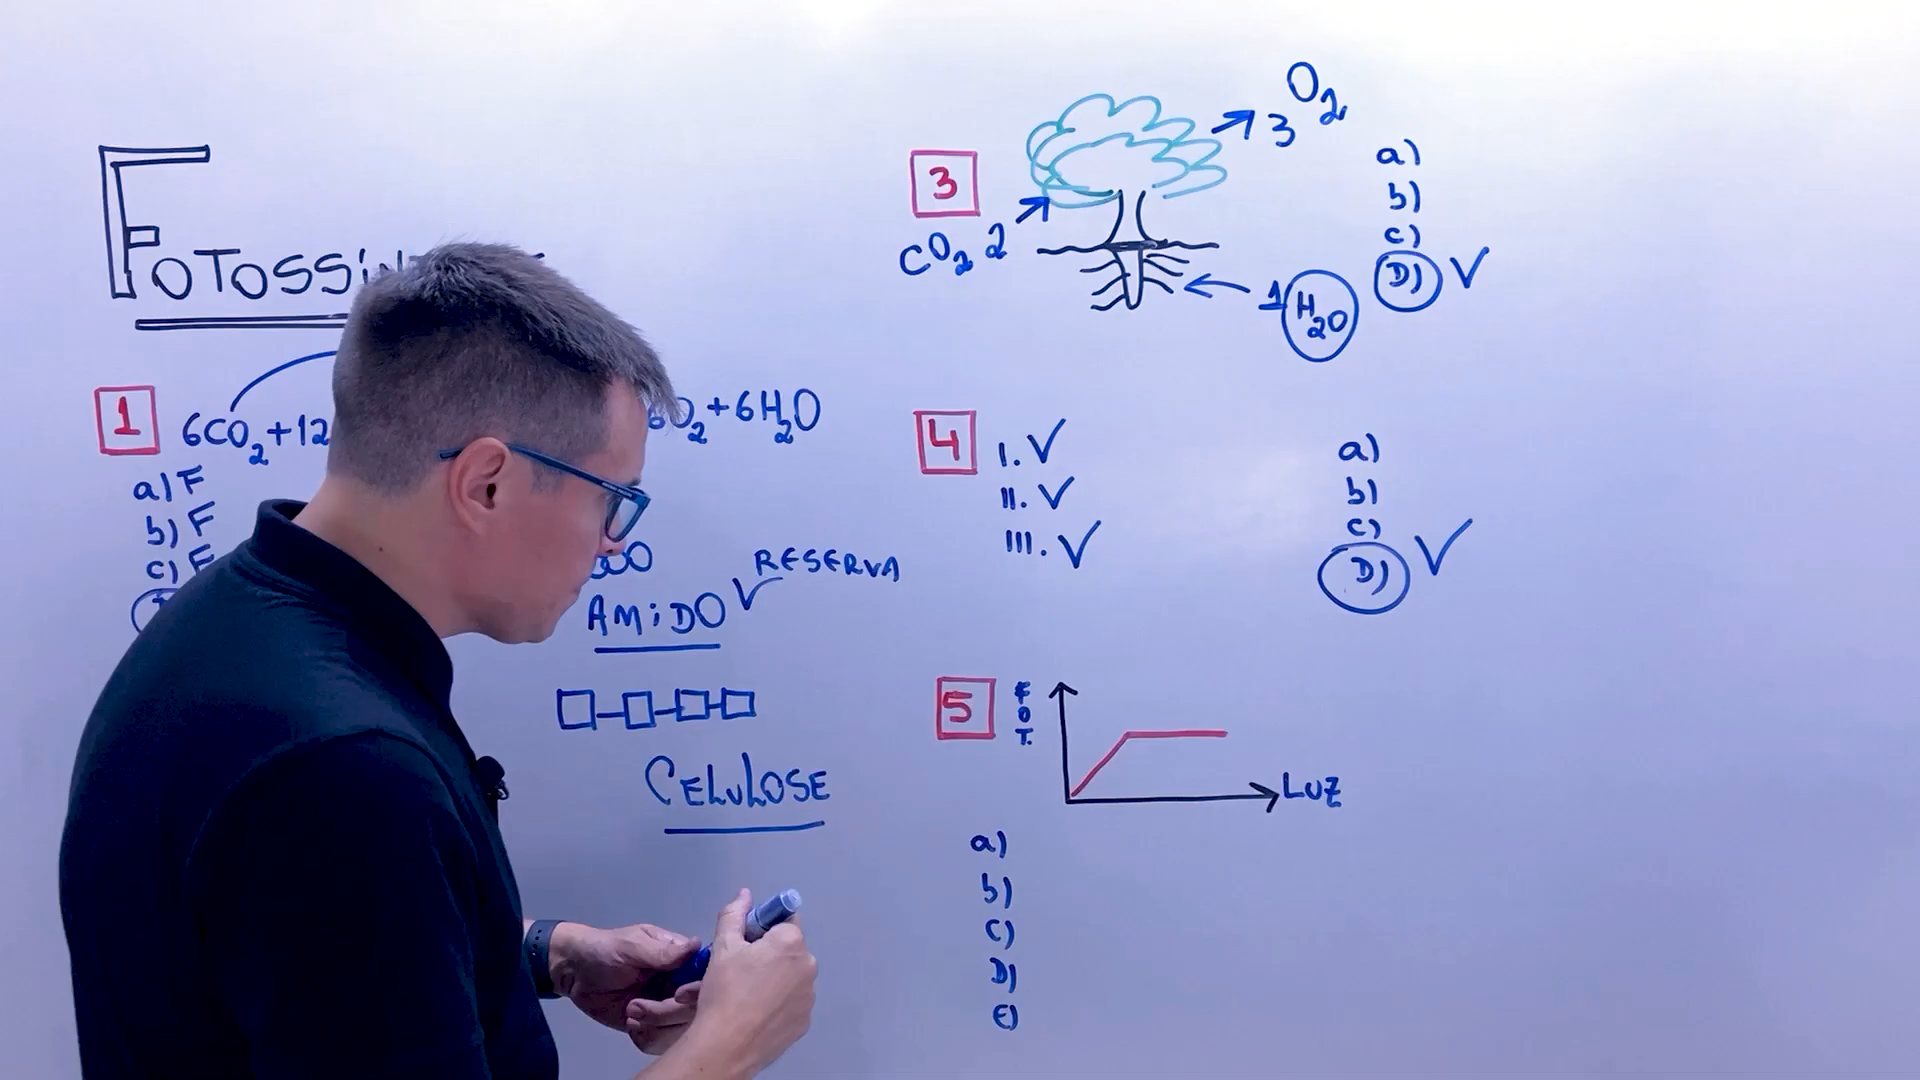 1
6CO2+12
6O2+6H2O
a) F
b) F
c) F
AMiDO
RESERVA
CELULOSE
3
O2
3
CO2 2
1 H2O
a)
b)
c)
D)
4
I.
II.
III.
a)
b)
c)
D)
5
FOT.
LUZ
a)
b)
c)
D)
E)